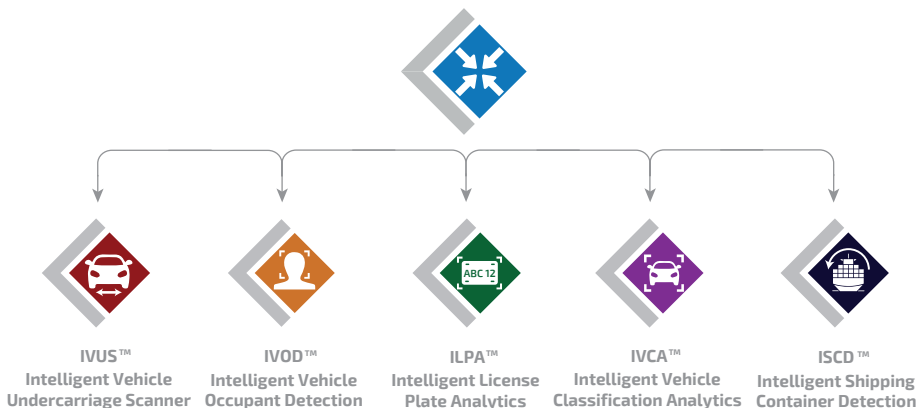 ABC 12
IVUS™
Intelligent Vehicle
Undercarriage Scanner
IVOD™
Intelligent Vehicle
Occupant Detection
ILPA™
Intelligent License
Plate Analytics
IVCA™
Intelligent Vehicle
Classification Analytics
ISCD™
Intelligent Shipping
Container Detection